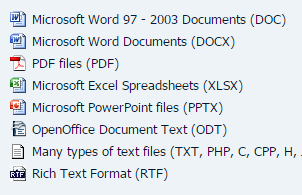 Microsoft Word 97 - 2003 Documents (DOC)
Microsoft Word Documents (DOCX)
PDF files (PDF)
Microsoft Excel Spreadsheets (XLSX)
Microsoft PowerPoint files (PPTX)
OpenOffice Document Text (ODT)
Many types of text files (TXT, PHP, C, CPP, H, .
Rich Text Format (RTF)